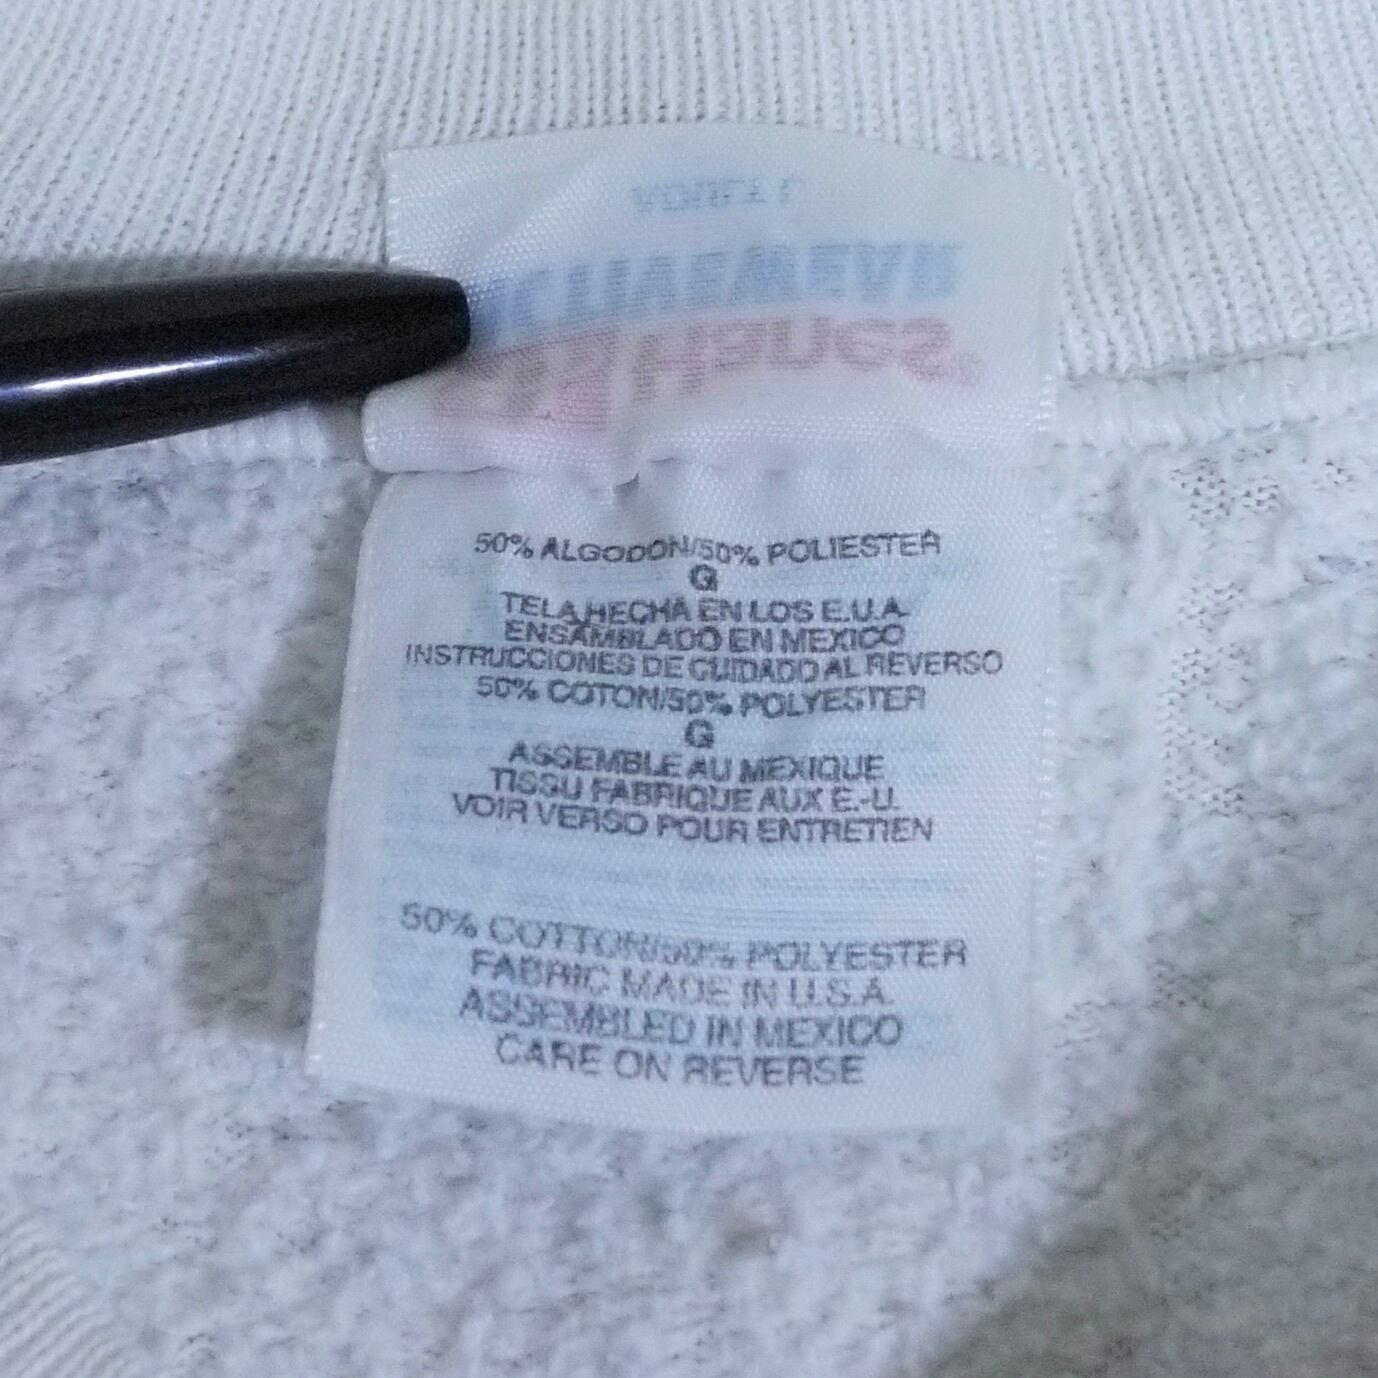 Hanes
50% ALGODON/50% POLIESTER
G
TELA HECHA EN LOS E.U.A.
ENSAMBLADO EN MEXICO
INSTRUCCIONES DE CUIDADO AL REVERSO
50% COTON/50% POLYESTER
G
ASSEMBLE AU MEXIQUE
TISSU FABRIQUE AUX E.-U.
VOIR VERSO POUR ENTRETIEN
50% COTTON/50% POLYESTER
FABRIC MADE IN U.S.A.
ASSEMBLED IN MEXICO
CARE ON REVERSE